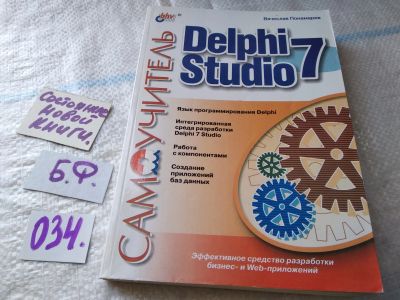 bhv
Вячеслав Понамарев
САМОУЧИТЕЛЬ
Delphi 7
Studio
Язык программирования Delphi
Интегрированная
среда разработки
Delphi 7 Studio
Работа
с компонентами
Создание
приложений
баз данных
Эффективное средство разработки
бизнес- и Web-приложений
Состояние
новой
книги.
Б.Ф.
034.